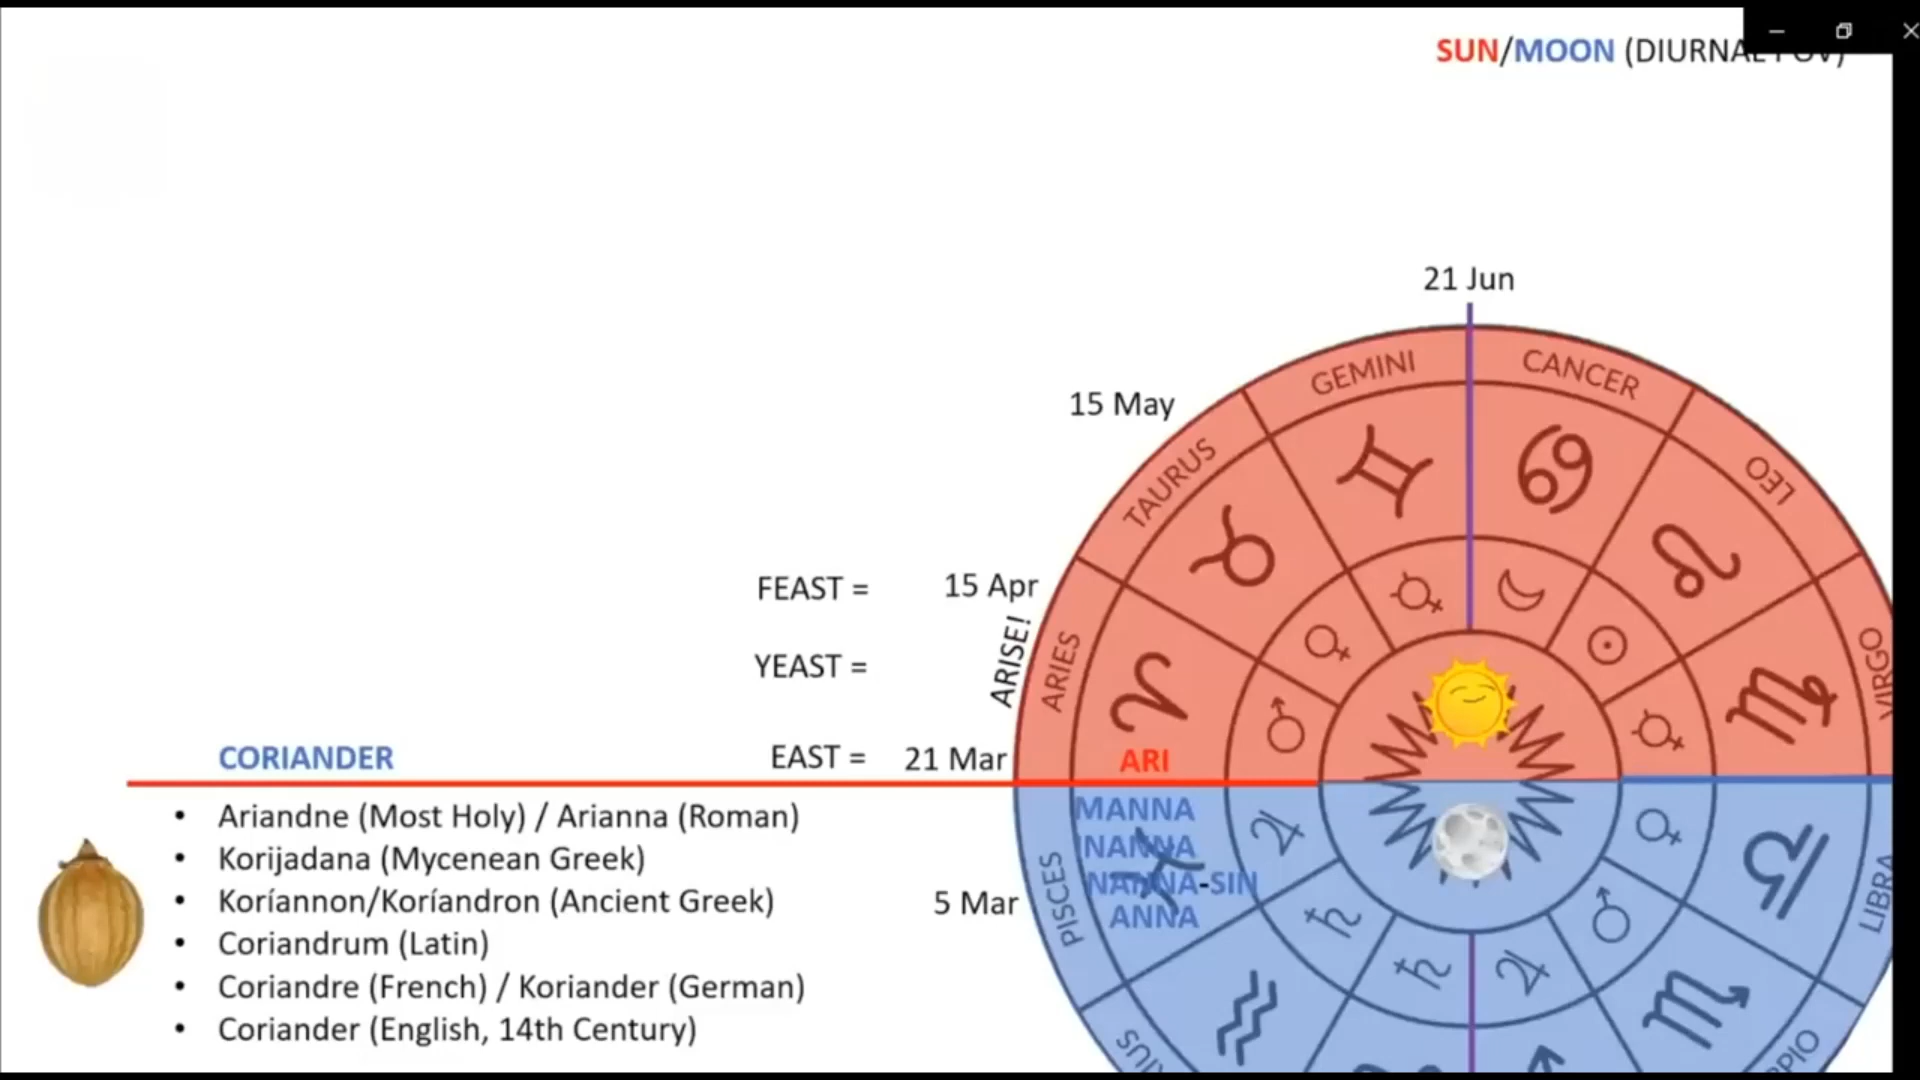 SUN/MOON (DIURNAL POV)
21 Jun
GEMINI
CANCER
15 May
TAURUS
LEO
FEAST =
15 Apr
ARISE!
ARIES
VIRGO
YEAST =
CORIANDER
EAST =
21 Mar
ARI
Ariandne (Most Holy) / Arianna (Roman)
Korijadana (Mycenean Greek)
Koríannon/Koríandron (Ancient Greek)
Coriandrum (Latin)
Coriandre (French) / Koriander (German)
Coriander (English, 14th Century)
MANNA
INANNA
NANNA-SIN
ANNA
5 Mar
PISCES
LIBRA